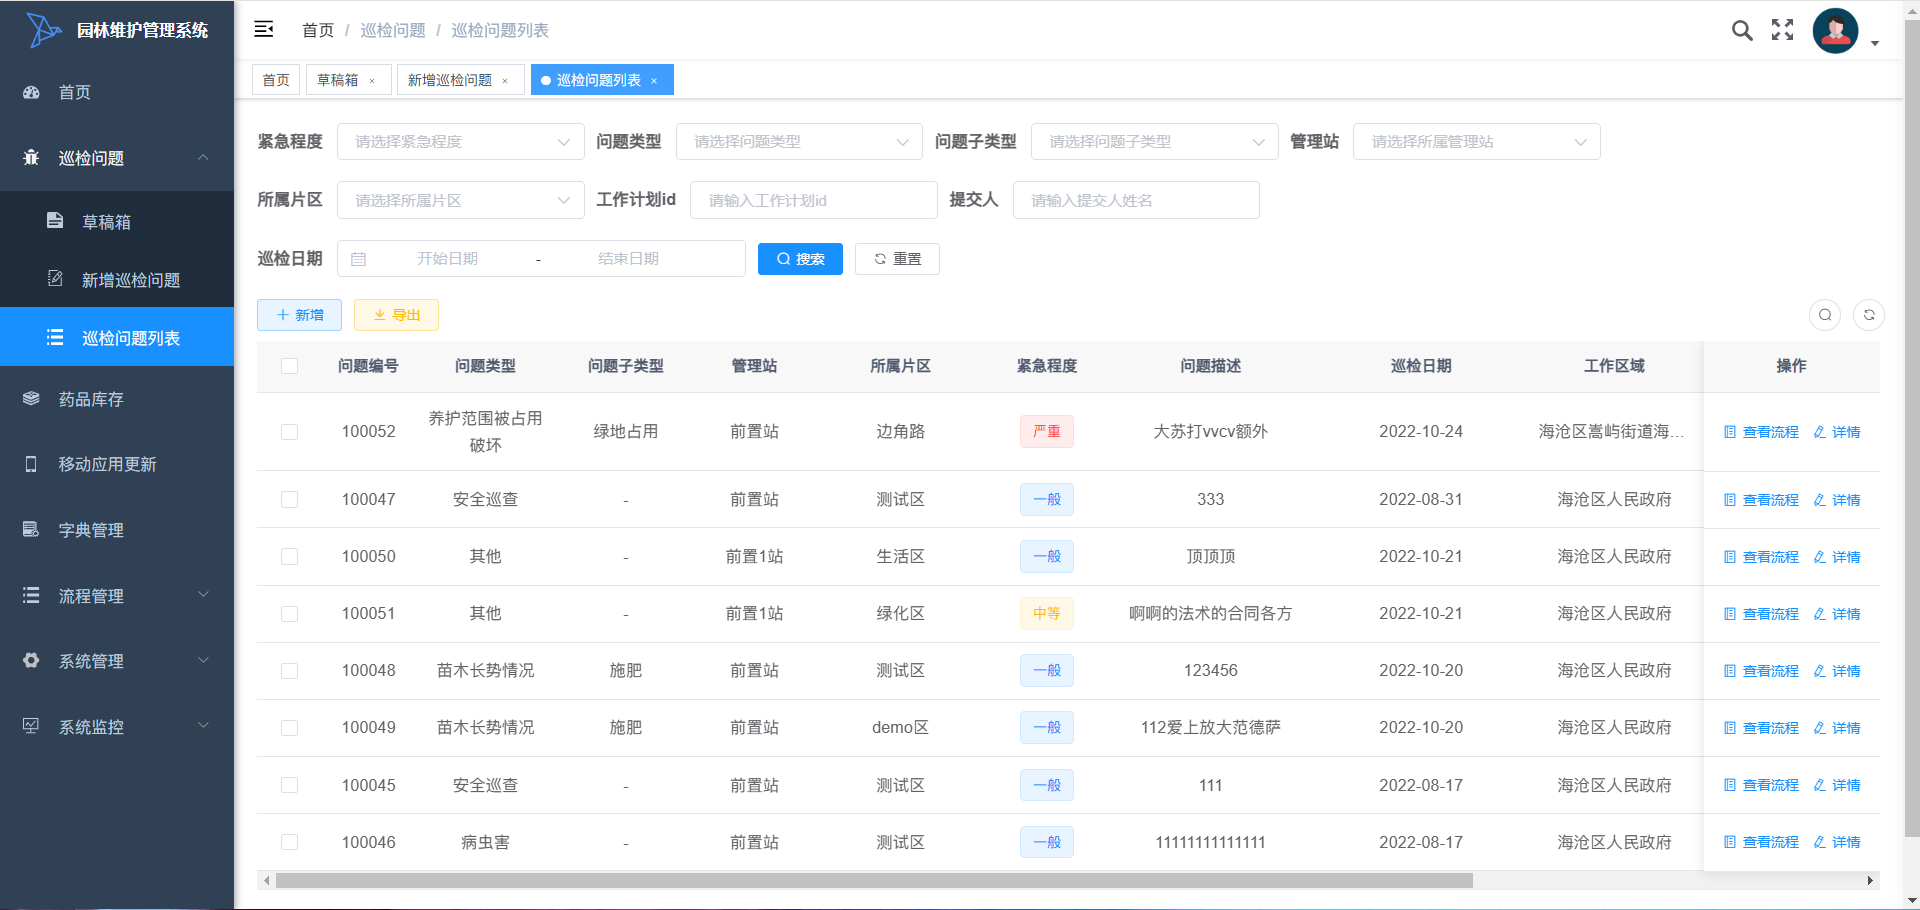 园林维护管理系统
首页 / 巡检问题 / 巡检问题列表
首页
草稿箱 ×
新增巡检问题 ×
巡检问题列表 ×
首页
巡检问题
草稿箱
新增巡检问题
巡检问题列表
药品库存
移动应用更新
字典管理
流程管理
系统管理
系统监控
紧急程度 请选择紧急程度 问题类型 请选择问题类型 问题子类型 请选择问题子类型 管理站 请选择所属管理站
所属片区 请选择所属片区 工作计划id 请输入工作计划id 提交人 请输入提交人姓名
巡检日期 开始日期 - 结束日期 搜索 重置
新增 导出
问题编号 问题类型 问题子类型 管理站 所属片区 紧急程度 问题描述 巡检日期 工作区域 操作
100052 养护范围被占用破坏 绿地占用 前置站 边角路 严重 大苏打vvcv额外 2022-10-24 海沧区嵩屿街道海... 查看流程 详情
100047 安全巡查 - 前置站 测试区 一般 333 2022-08-31 海沧区人民政府 查看流程 详情
100050 其他 - 前置1站 生活区 一般 顶顶顶 2022-10-21 海沧区人民政府 查看流程 详情
100051 其他 - 前置1站 绿化区 中等 啊啊的法术的合同各方 2022-10-21 海沧区人民政府 查看流程 详情
100048 苗木长势情况 施肥 前置站 测试区 一般 123456 2022-10-20 海沧区人民政府 查看流程 详情
100049 苗木长势情况 施肥 前置站 demo区 一般 112爱上放大范德萨 2022-10-20 海沧区人民政府 查看流程 详情
100045 安全巡查 - 前置站 测试区 一般 111 2022-08-17 海沧区人民政府 查看流程 详情
100046 病虫害 - 前置站 测试区 一般 11111111111111 2022-08-17 海沧区人民政府 查看流程 详情